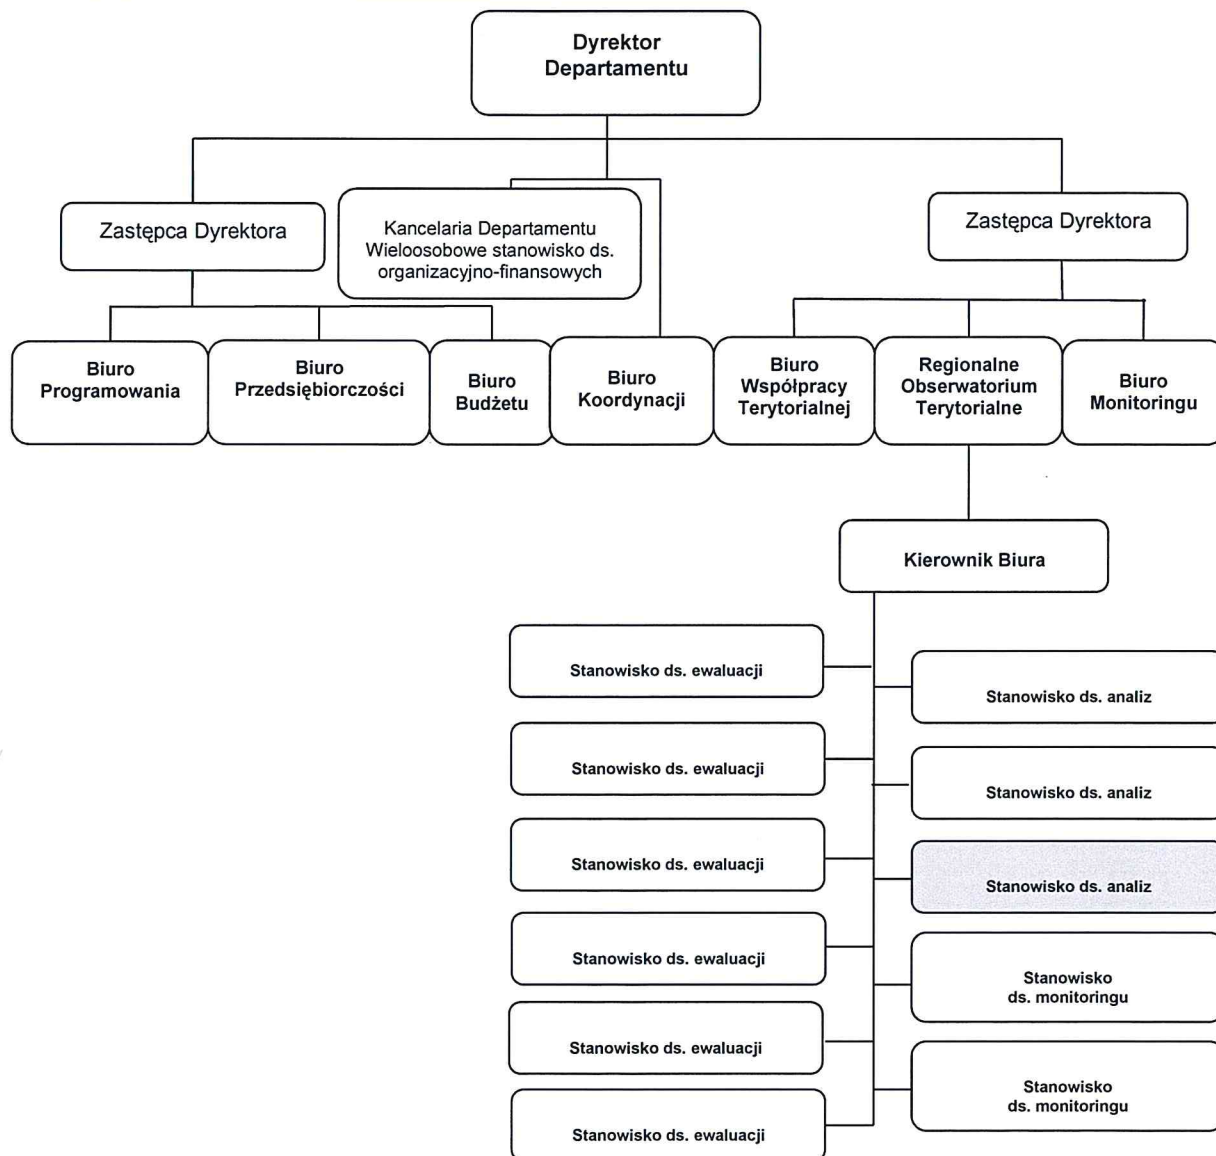 Dyrektor
Departamentu
Zastępca Dyrektora
Kancelaria Departamentu
Wieloosobowe stanowisko ds.
organizacyjno-finansowych
Zastępca Dyrektora
Biuro
Programowania
Biuro
Przedsiębiorczości
Biuro
Budżetu
Biuro
Koordynacji
Biuro
Współpracy
Terytorialnej
Regionalne
Obserwatorium
Terytorialne
Biuro
Monitoringu
Kierownik Biura
Stanowisko ds. ewaluacji
Stanowisko ds. analiz
Stanowisko ds. ewaluacji
Stanowisko ds. analiz
Stanowisko ds. ewaluacji
Stanowisko ds. analiz
Stanowisko ds. ewaluacji
Stanowisko
ds. monitoringu
Stanowisko ds. ewaluacji
Stanowisko
ds. monitoringu
Stanowisko ds. ewaluacji